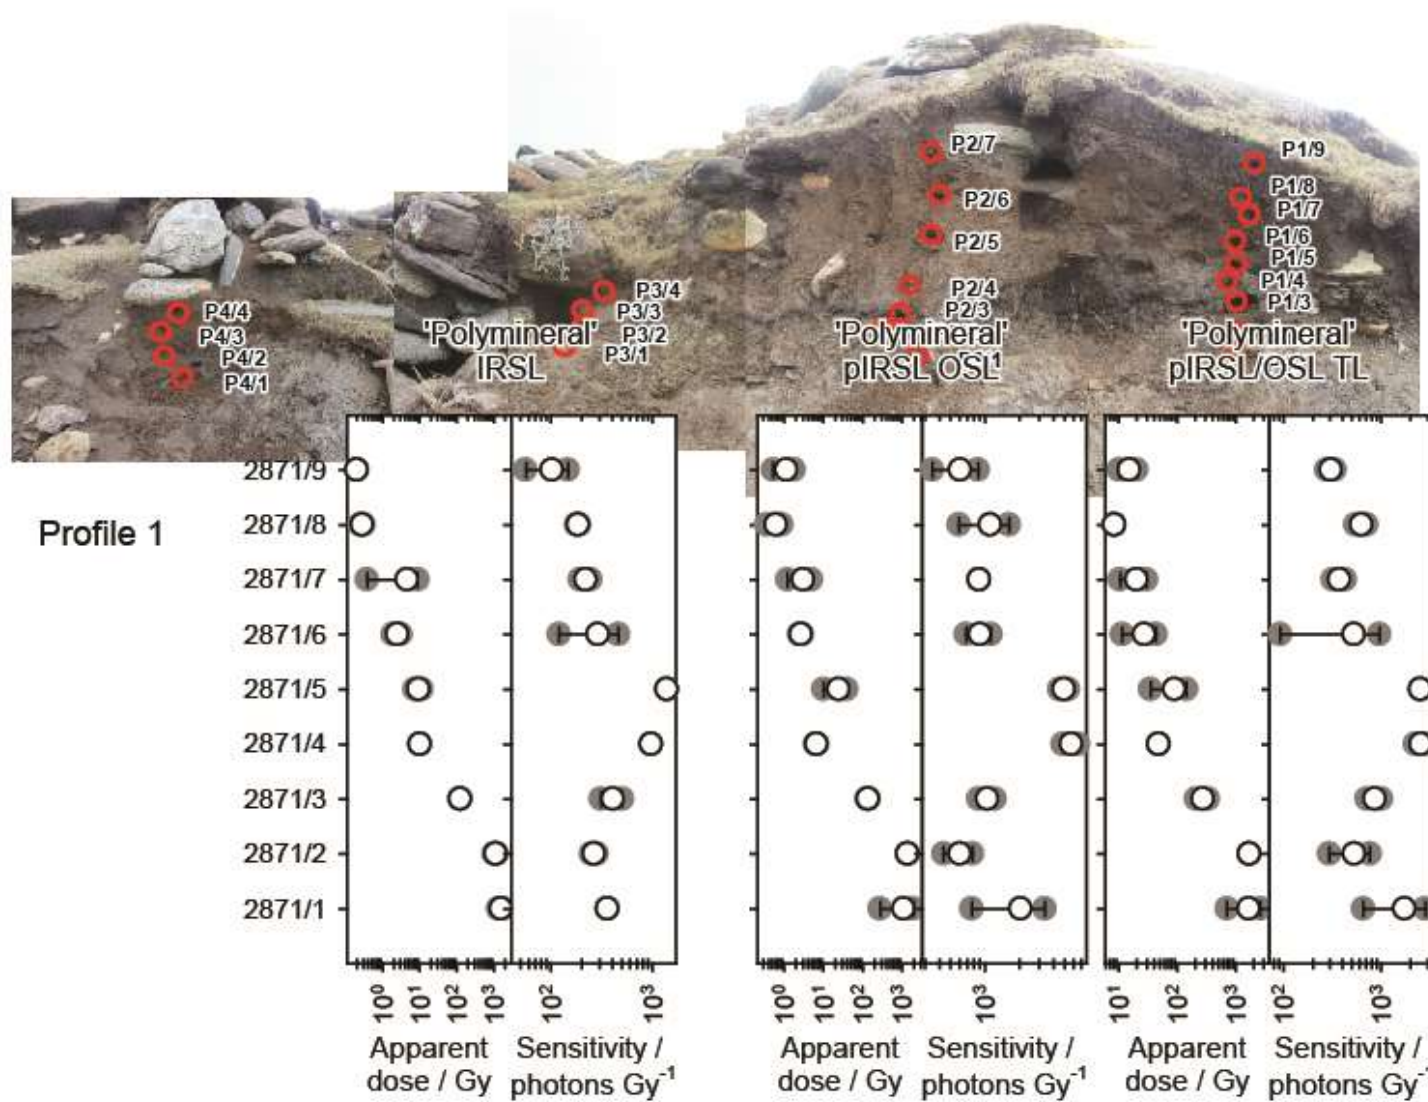 P2/7
P1/9
P1/8
P2/6
P1/7
P2/5
P1/6
P1/5
P3/4
P2/4
P1/4
P4/4
P3/3
P2/3
P1/3
P4/3
P3/2
'Polymineral'
IRSL
'Polymineral'
pIRSL OSL
'Polymineral'
pIRSL/OSL TL
P4/2
P3/1
P4/1
Profile 1
2871/9
2871/8
2871/7
2871/6
2871/5
2871/4
2871/3
2871/2
2871/1
10⁰ 10¹ 10² 10³ 10² 10³ 10⁰ 10¹ 10² 10³ 10³ 10¹ 10² 10³ 10² 10³
Apparent Sensitivity / Apparent Sensitivity / Apparent Sensitivity /
dose / Gy photons Gy⁻¹ dose / Gy photons Gy⁻¹ dose / Gy photons Gy⁻¹